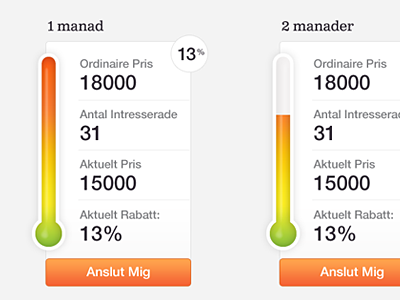 1 manad
13%
Ordinaire Pris
18000
Antal Intresserade
31
Aktuelt Pris
15000
Aktuelt Rabatt:
13%
Anslut Mig
2 manader
Ordinaire Pris
18000
Antal Intresserad
31
Aktuelt Pris
15000
Aktuelt Rabatt:
13%
Anslut Mig